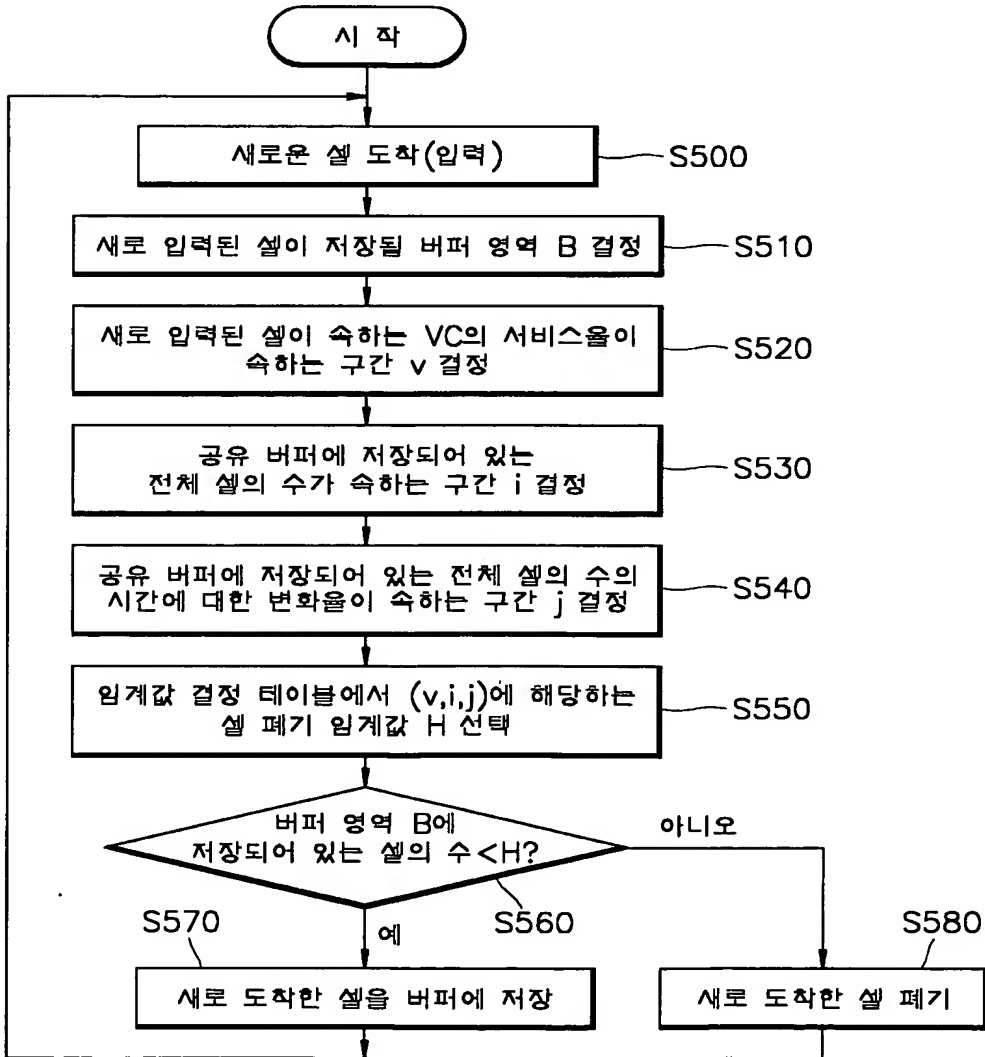 시 작
새로운 셀 도착(입력)
S500
새로 입력된 셀이 저장될 버퍼 영역 B 결정
S510
새로 입력된 셀이 속하는 VC의 서비스율이
속하는 구간 v 결정
S520
공유 버퍼에 저장되어 있는
전체 셀의 수가 속하는 구간 i 결정
S530
공유 버퍼에 저장되어 있는 전체 셀의 수의
시간에 대한 변화율이 속하는 구간 j 결정
S540
임계값 결정 테이블에서 (v,i,j)에 해당하는
셀 폐기 임계값 H 선택
S550
버퍼 영역 B에
저장되어 있는 셀의 수<H?
아니오
S560
예
S570
새로 도착한 셀을 버퍼에 저장
S580
새로 도착한 셀 폐기